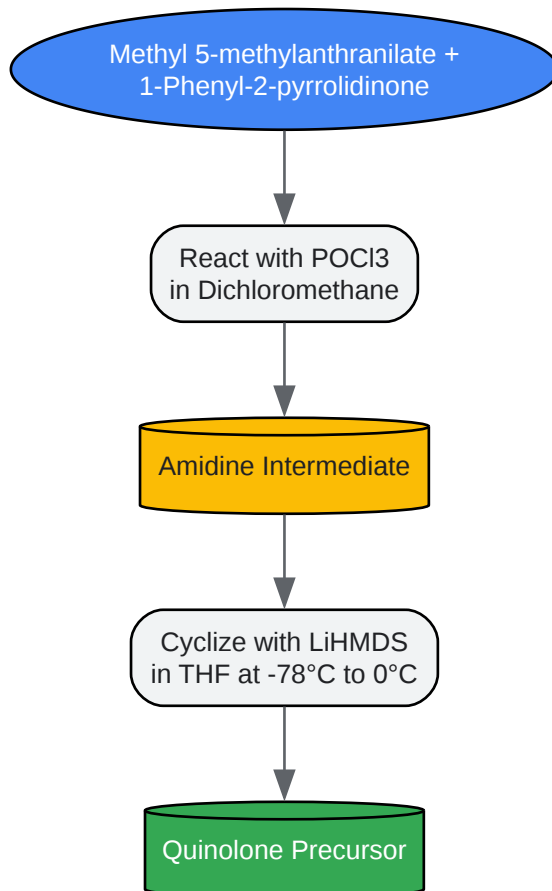 Methyl 5-methylanthranilate +
1-Phenyl-2-pyrrolidinone
React with POCl3
in Dichloromethane
Amidine Intermediate
Cyclize with LiHMDS
in THF at -78°C to 0°C
Quinolone Precursor